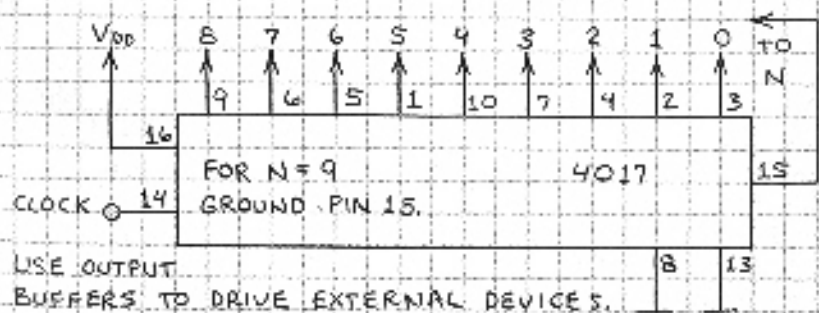 VDD 8 7 6 5 4 3 2 1 0 TO
N
9 6 5 1 10 7 4 2 3
16
FOR N = 9 4017 15
CLOCK 14 GROUND PIN 15.
USE OUTPUT 8 13
BUFFERS TO DRIVE EXTERNAL DEVICES.